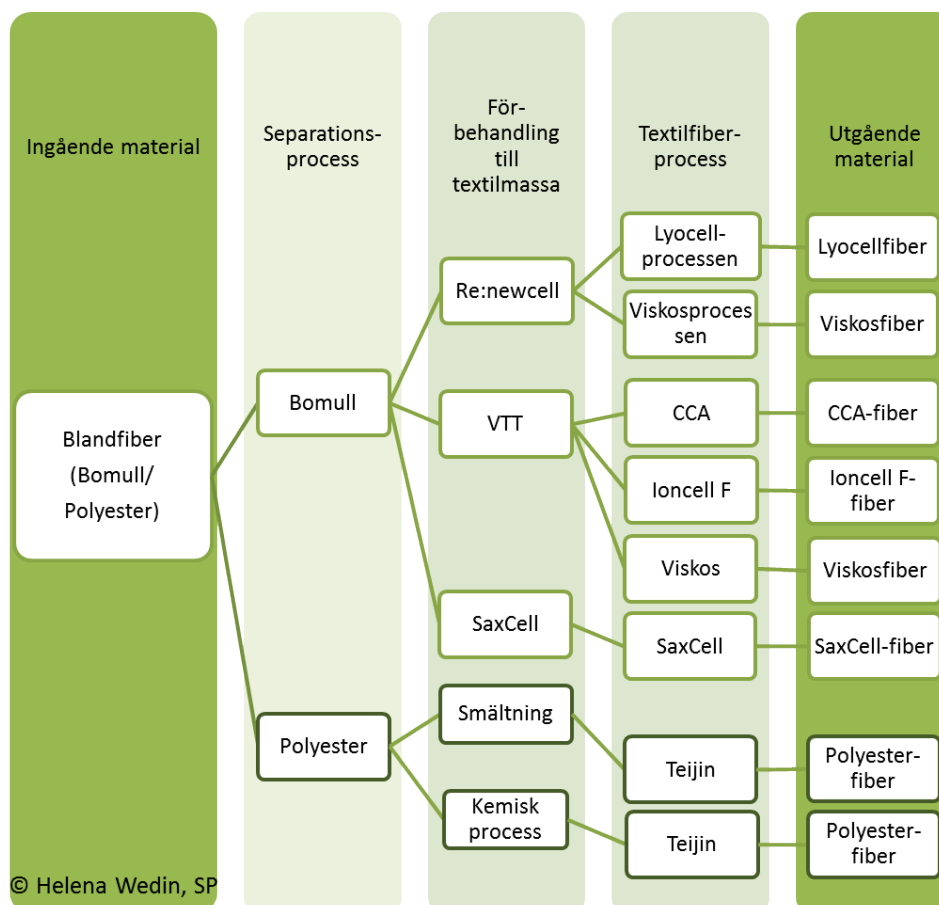 Ingående material
Separations-
process
För-
behandling
till
textilmassa
Textilfiber-
process
Utgående
material
Blandfiber
(Bomull/
Polyester)
Bomull
Polyester
Re:newcell
VTT
SaxCell
Smältning
Kemisk
process
Lyocell-
processen
Viskosproces
sen
CCA
Ioncell F
Viskos
SaxCell
Teijin
Teijin
Lyocellfiber
Viskosfiber
CCA-fiber
Ioncell F-
fiber
Viskosfiber
SaxCell-fiber
Polyester-
fiber
Polyester-
fiber
© Helena Wedin, SP